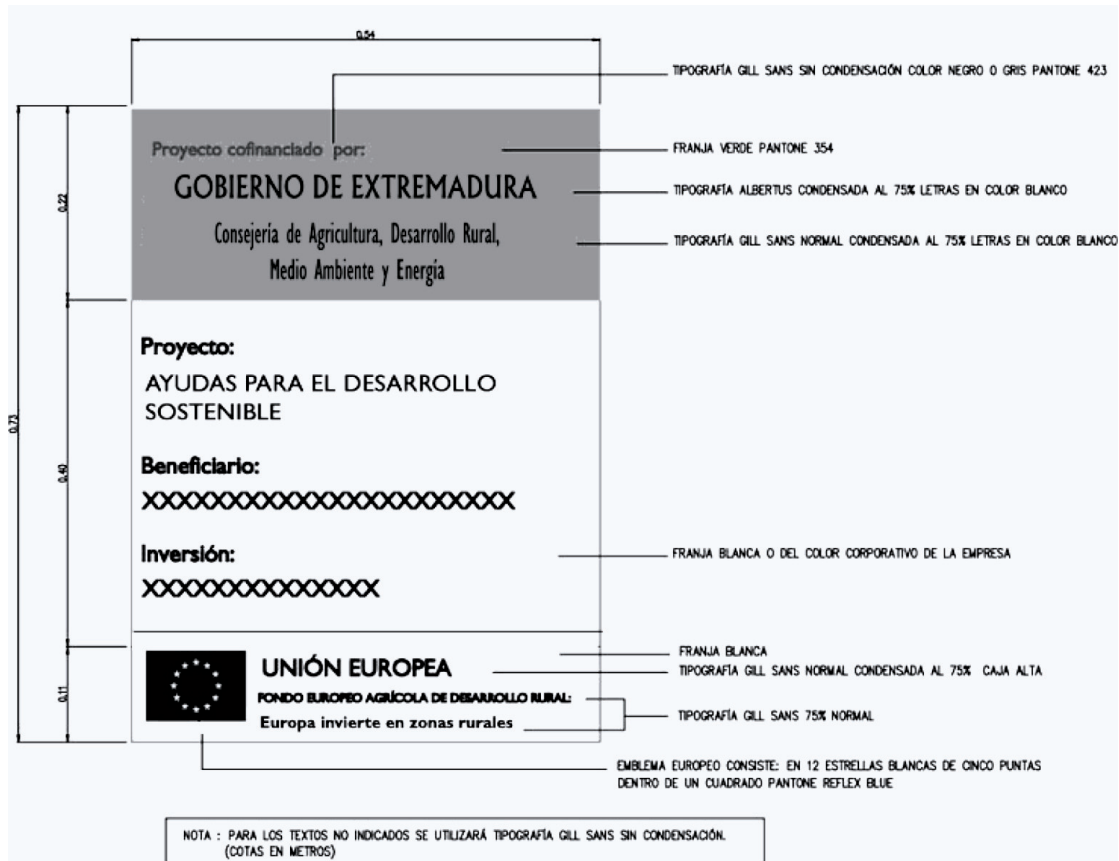 0.54
TIPOGRAFÍA GILL SANS SIN CONDENSACIÓN COLOR NEGRO O GRIS PANTONE 423
Proyecto cofinanciado por:
FRANJA VERDE PANTONE 354
GOBIERNO DE EXTREMADURA
TIPOGRAFÍA ALBERTUS CONDENSADA AL 75% LETRAS EN COLOR BLANCO
0.22
Consejería de Agricultura, Desarrollo Rural,
Medio Ambiente y Energía
TIPOGRAFÍA GILL SANS NORMAL CONDENSADA AL 75% LETRAS EN COLOR BLANCO
Proyecto:
AYUDAS PARA EL DESARROLLO
SOSTENIBLE
0.73
0.40
Beneficiario:
XXXXXXXXXXXXXXXXXXXXXX
Inversión:
XXXXXXXXXXXXXX
FRANJA BLANCA O DEL COLOR CORPORATIVO DE LA EMPRESA
FRANJA BLANCA
UNIÓN EUROPEA
TIPOGRAFÍA GILL SANS NORMAL CONDENSADA AL 75% CAJA ALTA
0.11
FONDO EUROPEO AGRÍCOLA DE DESARROLLO RURAL:
Europa invierte en zonas rurales
TIPOGRAFÍA GILL SANS 75% NORMAL
EMBLEMA EUROPEO CONSISTE: EN 12 ESTRELLAS BLANCAS DE CINCO PUNTAS
DENTRO DE UN CUADRADO PANTONE REFLEX BLUE
NOTA : PARA LOS TEXTOS NO INDICADOS SE UTILIZARÁ TIPOGRAFÍA GILL SANS SIN CONDENSACIÓN.
(COTAS EN METROS)